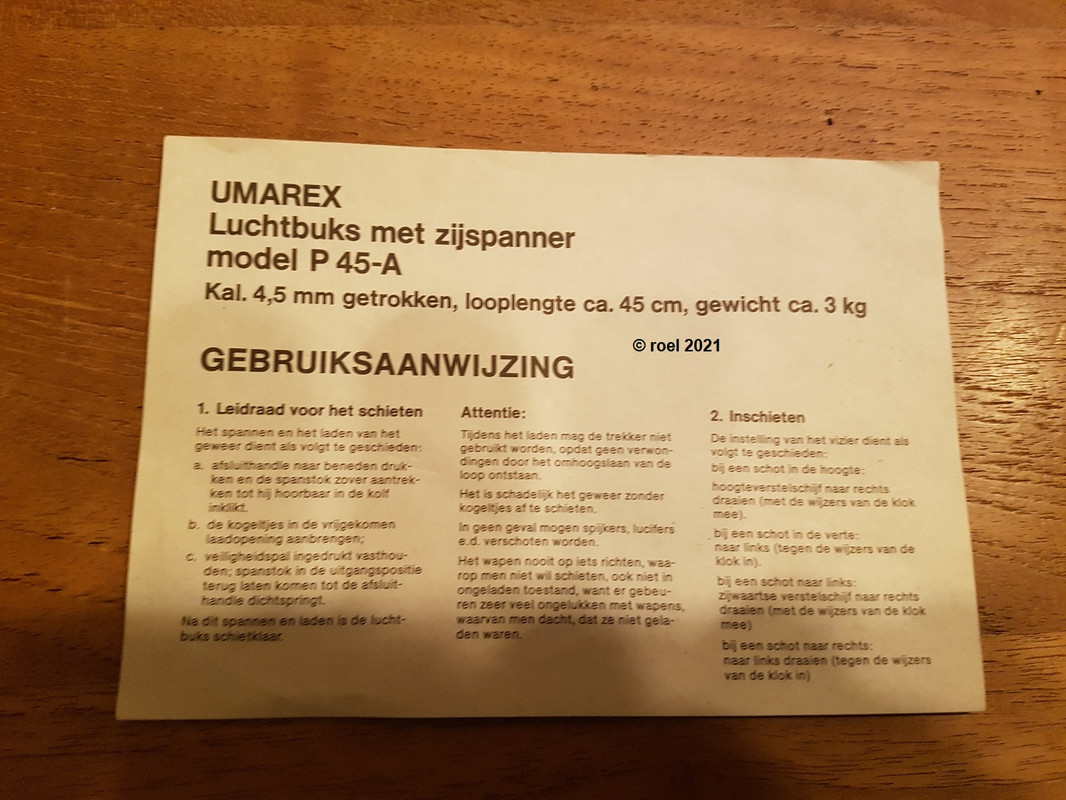 UMAREX
Luchtbuks met zijspanner
model P 45-A
Kal. 4,5 mm getrokken, looplengte ca. 45 cm, gewicht ca. 3 kg
© roel 2021
GEBRUIKSAANWIJZING
1. Leidraad voor het schieten
Het spannen en het laden van het
geweer dient als volgt te geschieden:
a. afsluithandle naar beneden druk-
ken en de spanstok zover aantrek-
ken tot hij hoorbaar in de kolf
inklikt.
b. de kogeltjes in de vrijgekomen
laadopening aanbrengen;
c. veiligheidspal ingedrukt vasthou-
den; spanstok in de uitgangspositie
terug laten komen tot de afsluit-
handle dichtspringt.
Na dit spannen en laden is de lucht-
buks schietklaar.
Attentie:
Tijdens het laden mag de trekker niet
gebruikt worden, opdat geen verwon-
dingen door het omhoogslaan van de
loop ontstaan.
Het is schadelijk het geweer zonder
kogeltjes af te schieten.
In geen geval mogen spijkers, lucifers
e.d. verschoten worden.
Het wapen nooit op iets richten, waa-
rop men niet wil schieten, ook niet in
ongeladen toestand, want er gebeu-
ren zeer veel ongelukken met wapens,
waarvan men dacht, dat ze niet gela-
den waren.
2. Inschieten
De instelling van het vizier dient als
volgt te geschieden:
bij een schot in de hoogte:
hoogteverstelschijf naar rechts
draaien (met de wijzers van de klok
mee).
bij een schot in de verte:
naar links (tegen de wijzers van de
klok in).
bij een schot naar links:
zijwaartse verstelschijf naar rechts
draaien (met de wijzers van de klok
mee)
bij een schot naar rechts:
naar links draaien (tegen de wijzers
van de klok in)